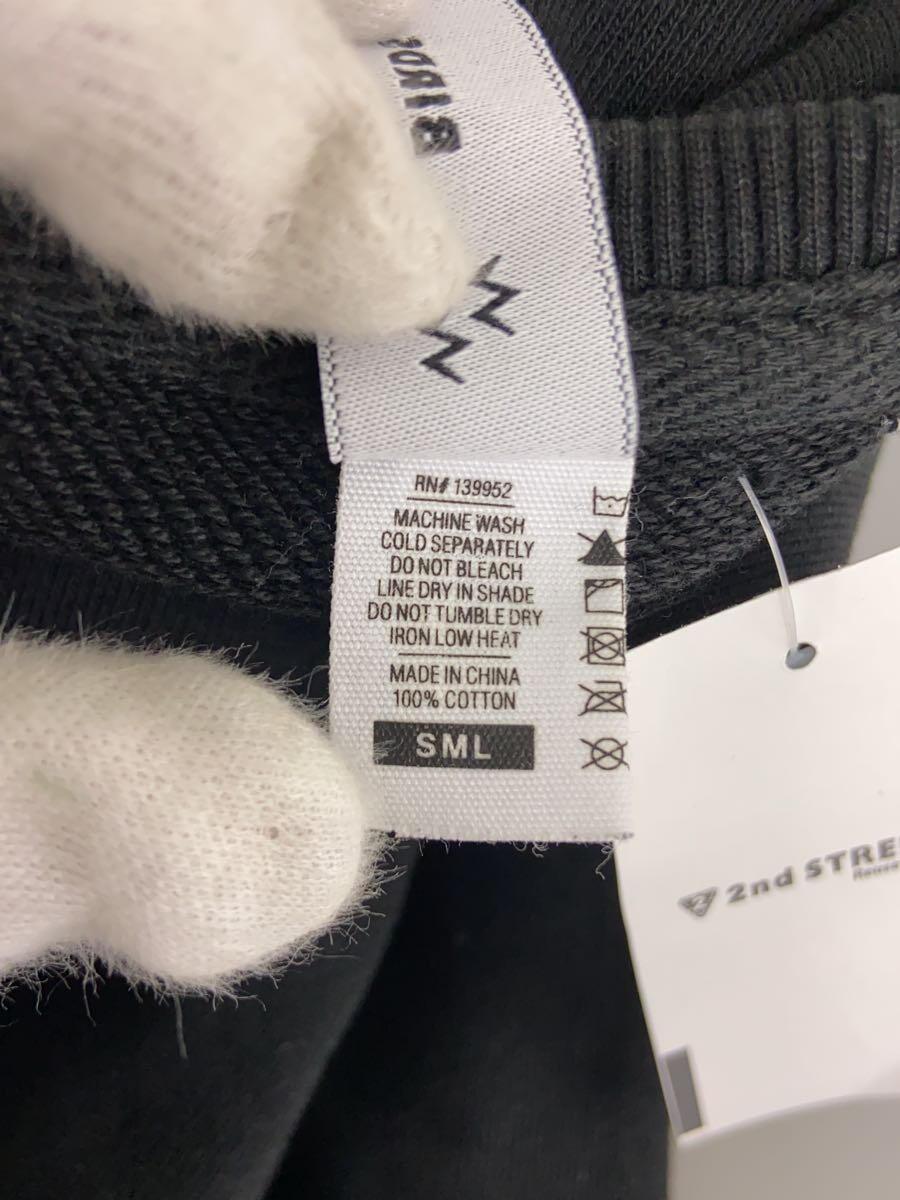 RN# 139952
MACHINE WASH
COLD SEPARATELY
DO NOT BLEACH
LINE DRY IN SHADE
DO NOT TUMBLE DRY
IRON LOW HEAT
MADE IN CHINA
100% COTTON
SML
2nd